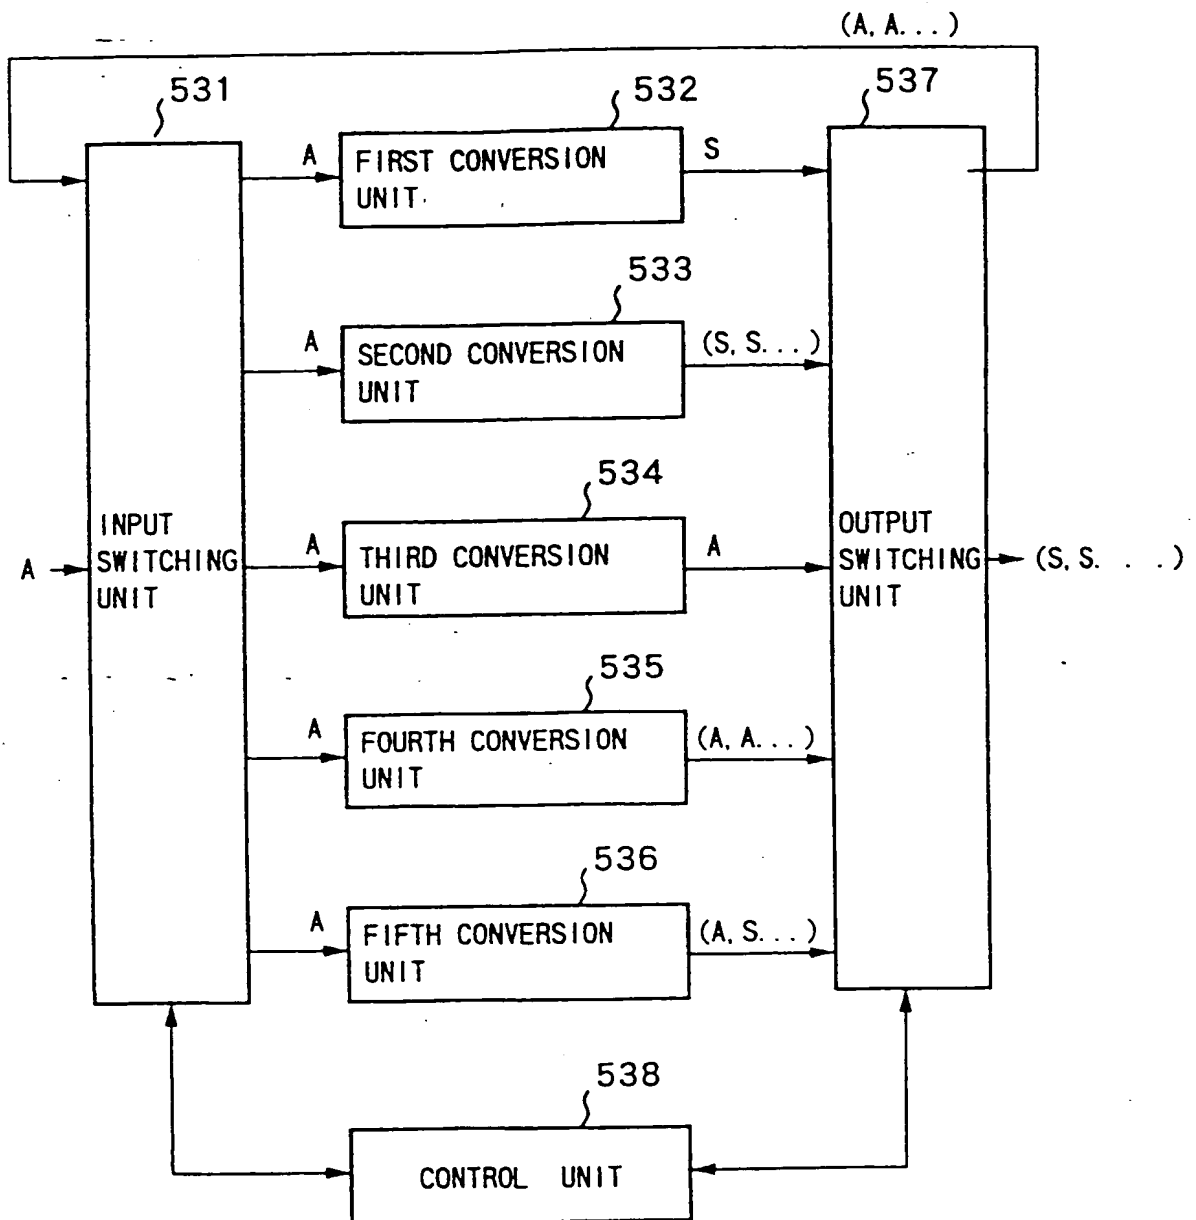 (A, A...)
531
532
537
A
FIRST CONVERSION
UNIT
S
533
A
SECOND CONVERSION
UNIT
(S, S...)
534
A
INPUT
SWITCHING
UNIT
A
THIRD CONVERSION
UNIT
A
OUTPUT
SWITCHING
UNIT
(S, S. . . )
535
A
FOURTH CONVERSION
UNIT
(A, A...)
536
A
FIFTH CONVERSION
UNIT
(A, S...)
538
CONTROL UNIT